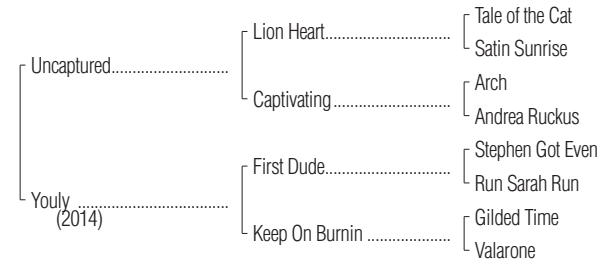 Tale of the Cat
Lion Heart..............................
Satin Sunrise
Uncaptured............................
Arch
Captivating............................
Andrea Ruckus
Stephen Got Even
First Dude..............................
Run Sarah Run
Youly ....................................
(2014)
Gilded Time
Keep On Burnin ....................
Valarone